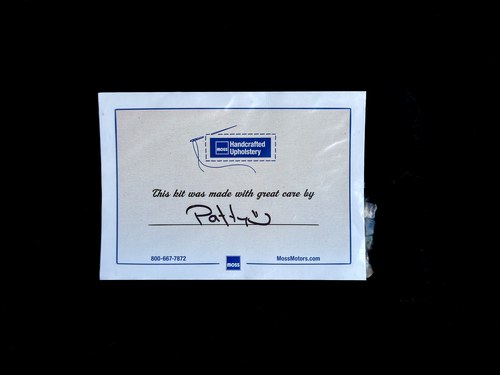 MOSS Handcrafted
Upholstery
This kit was made with great care by
Patty
800-667-7872 MOSS MossMotors.com